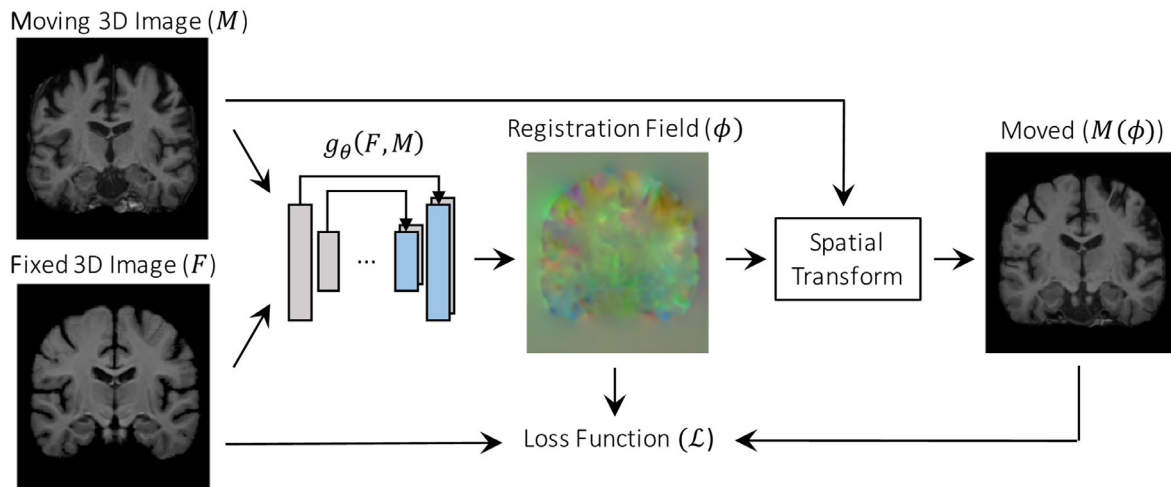 Moving 3D Image (M)
g_θ(F, M)
Registration Field (ϕ)
Moved (M(ϕ))
Spatial
Transform
Fixed 3D Image (F)
...
Loss Function (ℒ)